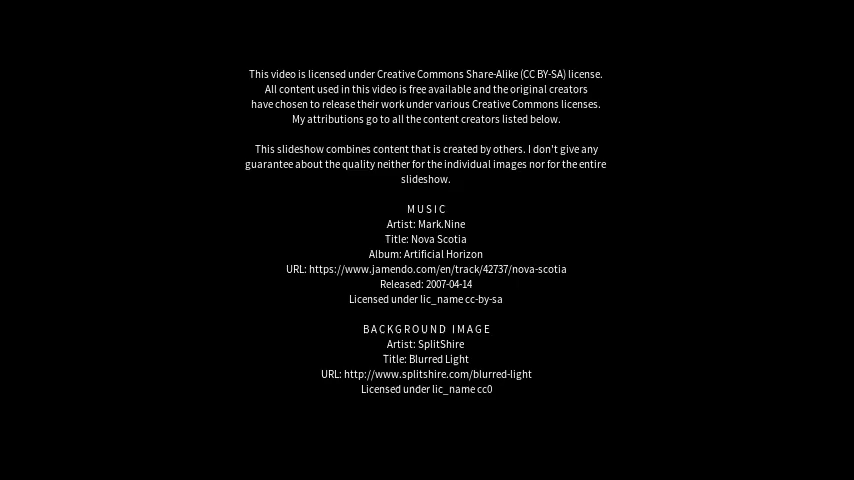 This video is licensed under Creative Commons Share-Alike (CC BY-SA) license.
All content used in this video is free available and the original creators
have chosen to release their work under various Creative Commons licenses.
My attributions go to all the content creators listed below.
This slideshow combines content that is created by others. I don't give any
guarantee about the quality neither for the individual images nor for the entire
slideshow.
MUSIC
Artist: Mark.Nine
Title: Nova Scotia
Album: Artificial Horizon
URL: https://www.jamendo.com/en/track/42737/nova-scotia
Released: 2007-04-14
Licensed under lic_name cc-by-sa
BACKGROUND IMAGE
Artist: SplitShire
Title: Blurred Light
URL: http://www.splitshire.com/blurred-light
Licensed under lic_name cc0